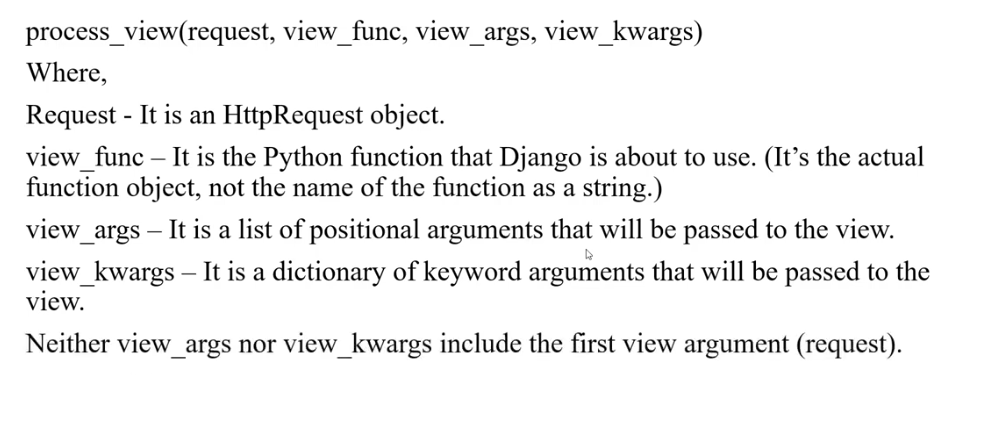 process_view(request, view_func, view_args, view_kwargs)
Where,
Request - It is an HttpRequest object.
view_func – It is the Python function that Django is about to use. (It’s the actual
function object, not the name of the function as a string.)
view_args – It is a list of positional arguments that will be passed to the view.
view_kwargs – It is a dictionary of keyword arguments that will be passed to the
view.
Neither view_args nor view_kwargs include the first view argument (request).